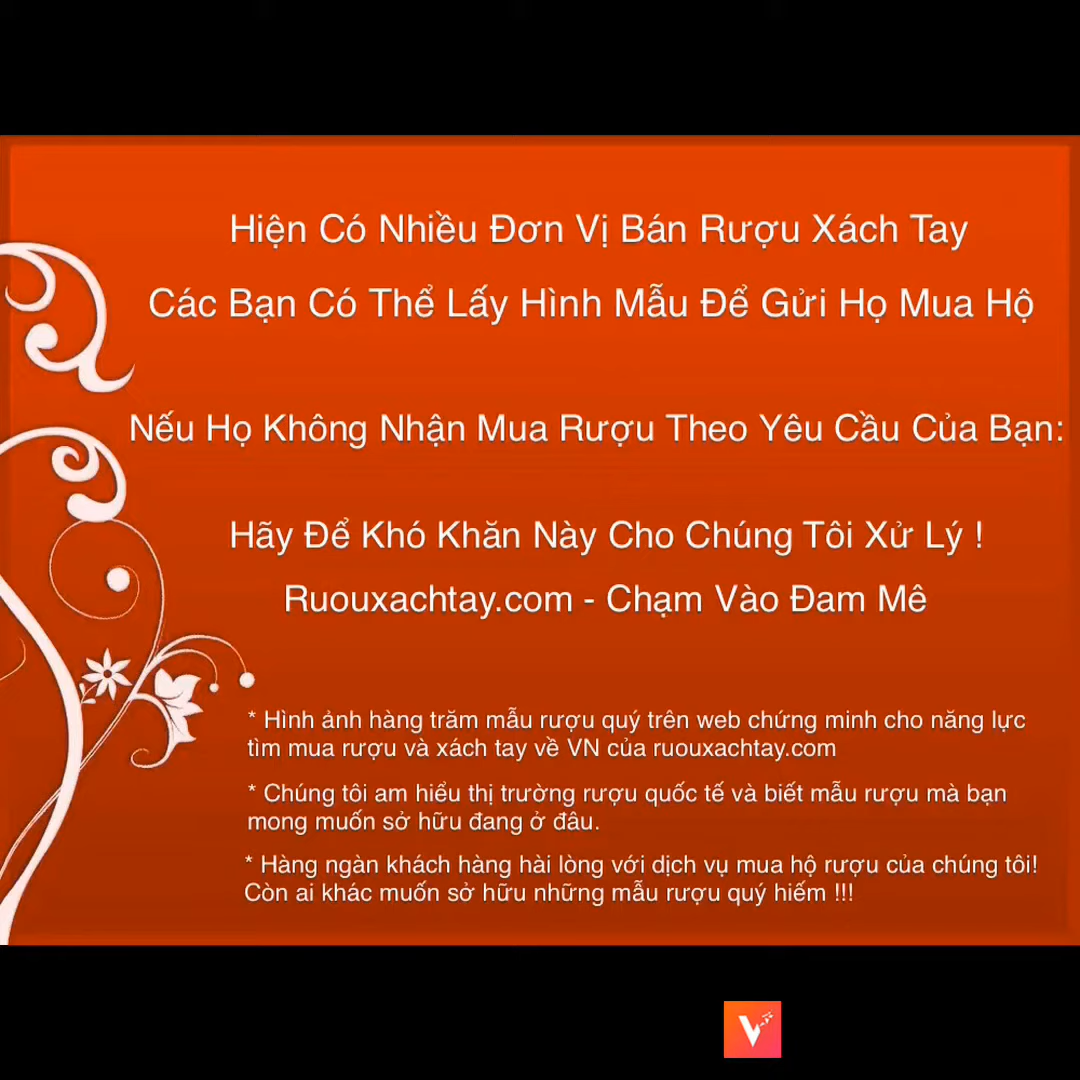 Hiện Có Nhiều Đơn Vị Bán Rượu Xách Tay
Các Bạn Có Thể Lấy Hình Mẫu Để Gửi Họ Mua Hộ
Nếu Họ Không Nhận Mua Rượu Theo Yêu Cầu Của Bạn:
Hãy Để Khó Khăn Này Cho Chúng Tôi Xử Lý !
Ruouxachtay.com - Chạm Vào Đam Mê
* Hình ảnh hàng trăm mẫu rượu quý trên web chứng minh cho năng lực
tìm mua rượu và xách tay về VN của ruouxachtay.com
* Chúng tôi am hiểu thị trường rượu quốc tế và biết mẫu rượu mà bạn
mong muốn sở hữu đang ở đâu.
* Hàng ngàn khách hàng hài lòng với dịch vụ mua hộ rượu của chúng tôi!
Còn ai khác muốn sở hữu những mẫu rượu quý hiếm !!!